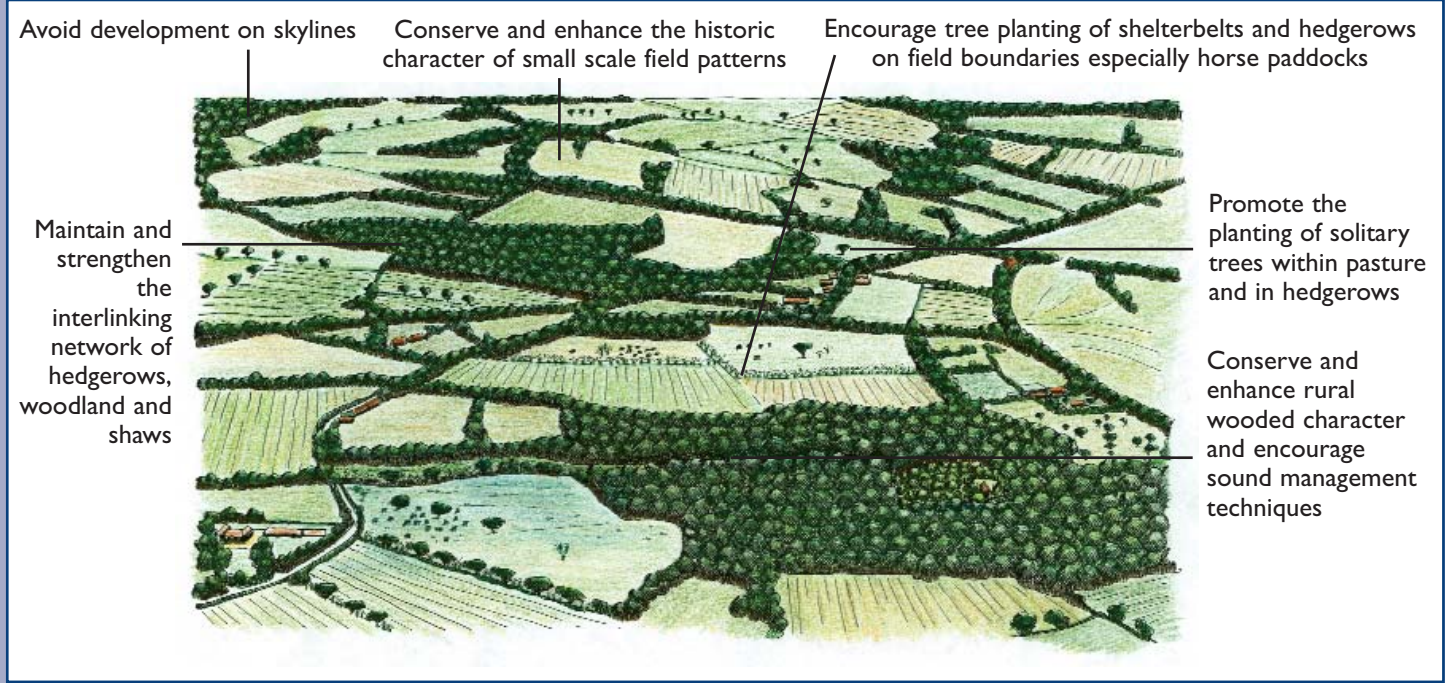 Avoid development on skylines
Conserve and enhance the historic
character of small scale field patterns
Encourage tree planting of shelterbelts and hedgerows
on field boundaries especially horse paddocks
Maintain and
strengthen
the
interlinking
network of
hedgerows,
woodland and
shaws
Promote the
planting of solitary
trees within pasture
and in hedgerows
Conserve and
enhance rural
wooded character
and encourage
sound management
techniques